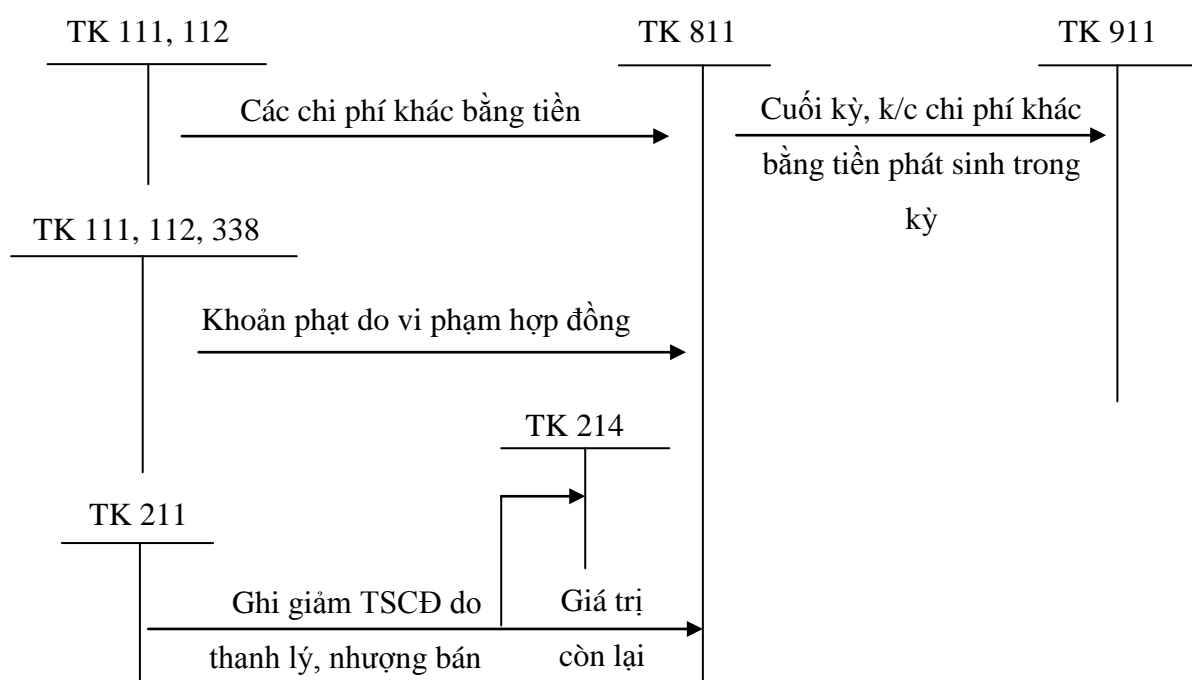 TK 111, 112
TK 811
TK 911
Các chi phí khác bằng tiền
Cuối kỳ, k/c chi phí khác
bằng tiền phát sinh trong
kỳ
TK 111, 112, 338
Khoản phạt do vi phạm hợp đồng
TK 214
TK 211
Ghi giảm TSCĐ do
thanh lý, nhượng bán
Giá trị
còn lại